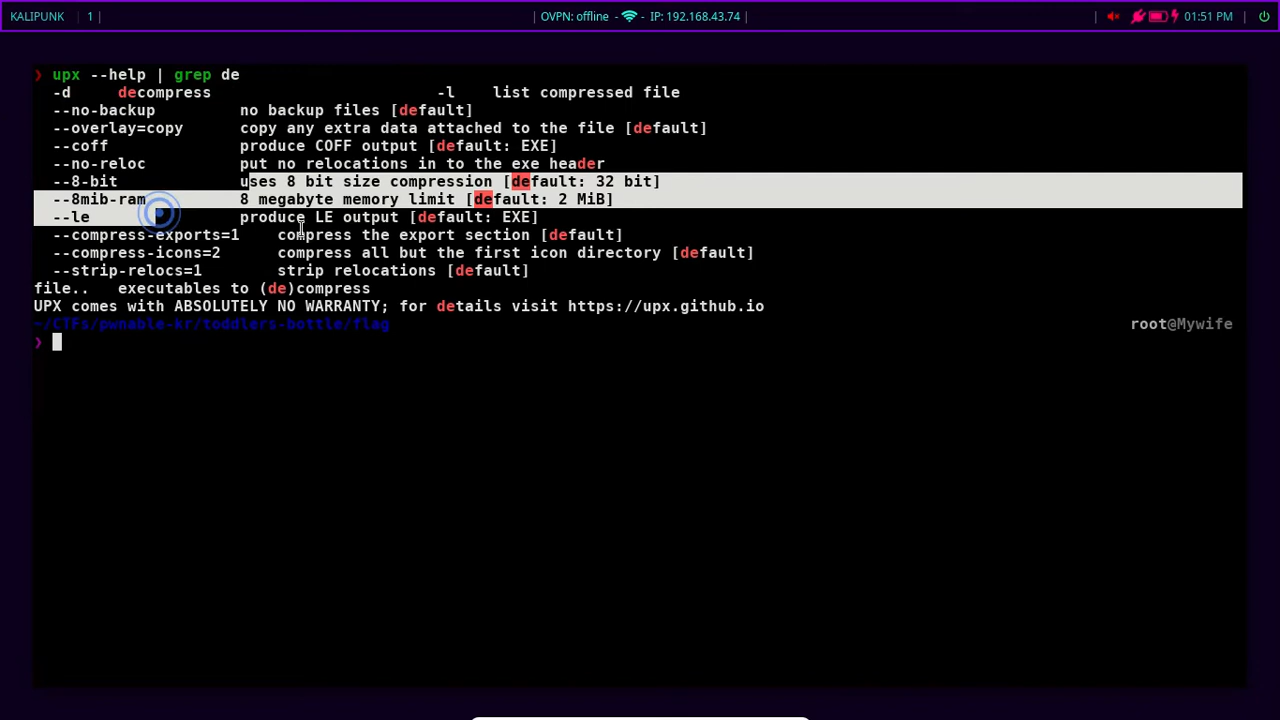 KALIPUNK 1 | | OVPN: offline - - IP: 192.168.43.74 | | 01:51 PM |
❯ upx --help | grep de
-d decompress -l list compressed file
--no-backup no backup files [default]
--overlay=copy copy any extra data attached to the file [default]
--coff produce COFF output [default: EXE]
--no-reloc put no relocations in to the exe header
--8-bit uses 8 bit size compression [default: 32 bit]
--8mib-ram 8 megabyte memory limit [default: 2 MiB]
--le produce LE output [default: EXE]
--compress-exports=1 compress the export section [default]
--compress-icons=2 compress all but the first icon directory [default]
--strip-relocs=1 strip relocations [default]
file.. executables to (de)compress
UPX comes with ABSOLUTELY NO WARRANTY; for details visit https://upx.github.io
~/CTFs/pwnable-kr/toddlers-bottle/flag root@Mywife
❯